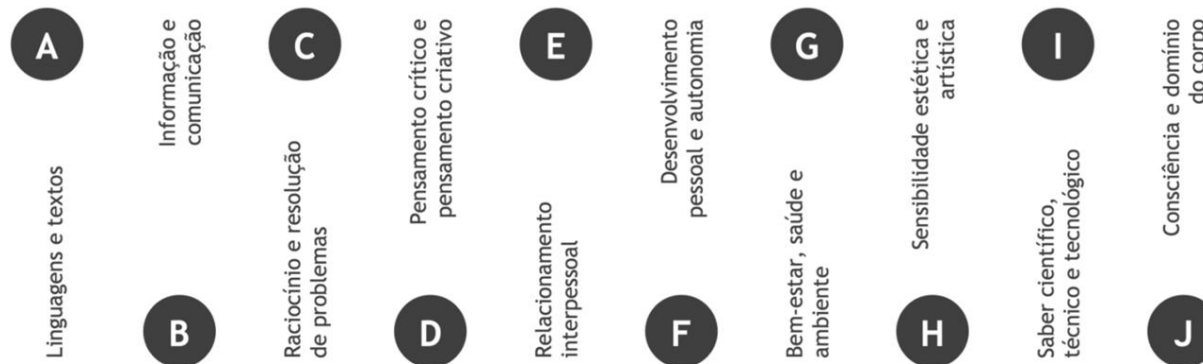 A
Linguagens e textos
Informação e
comunicação
B
C
Raciocínio e resolução
de problemas
Pensamento crítico e
pensamento criativo
D
E
Relacionamento
interpessoal
Desenvolvimento
pessoal e autonomia
F
G
Bem-estar, saúde e
ambiente
Sensibilidade estética e
artística
H
I
Saber científico,
técnico e tecnológico
Consciência e domínio
do corpo
J